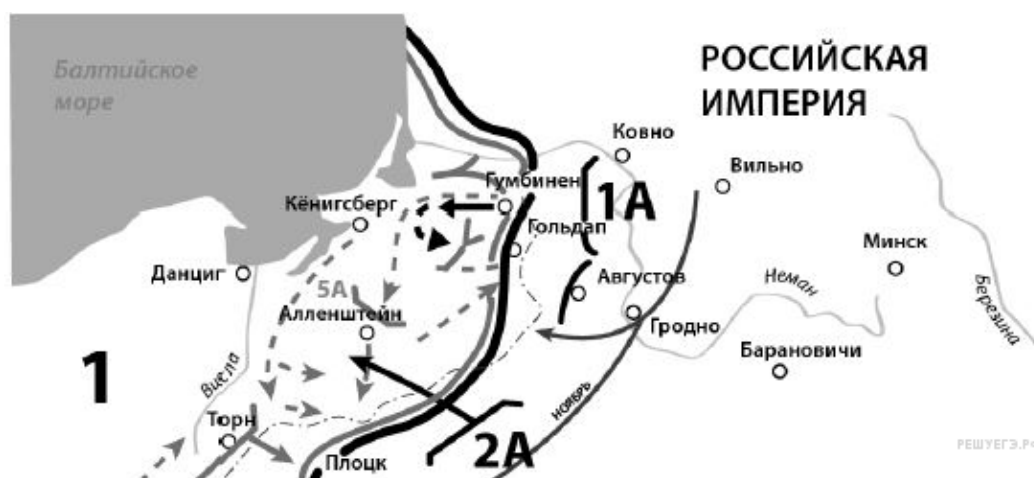 Балтийское
море
РОССИЙСКАЯ
ИМПЕРИЯ
Ковно
Вильно
Гумбинен
1А
Кёнигсберг
Гольдап
Минск
Данциг
Августов
Неман
5А
Березина
Алленштейн
Гродно
Барановичи
1
Висла
НОЯБРЬ
Торн
2А
Плоцк
РЕШУЕГЭ.РФ